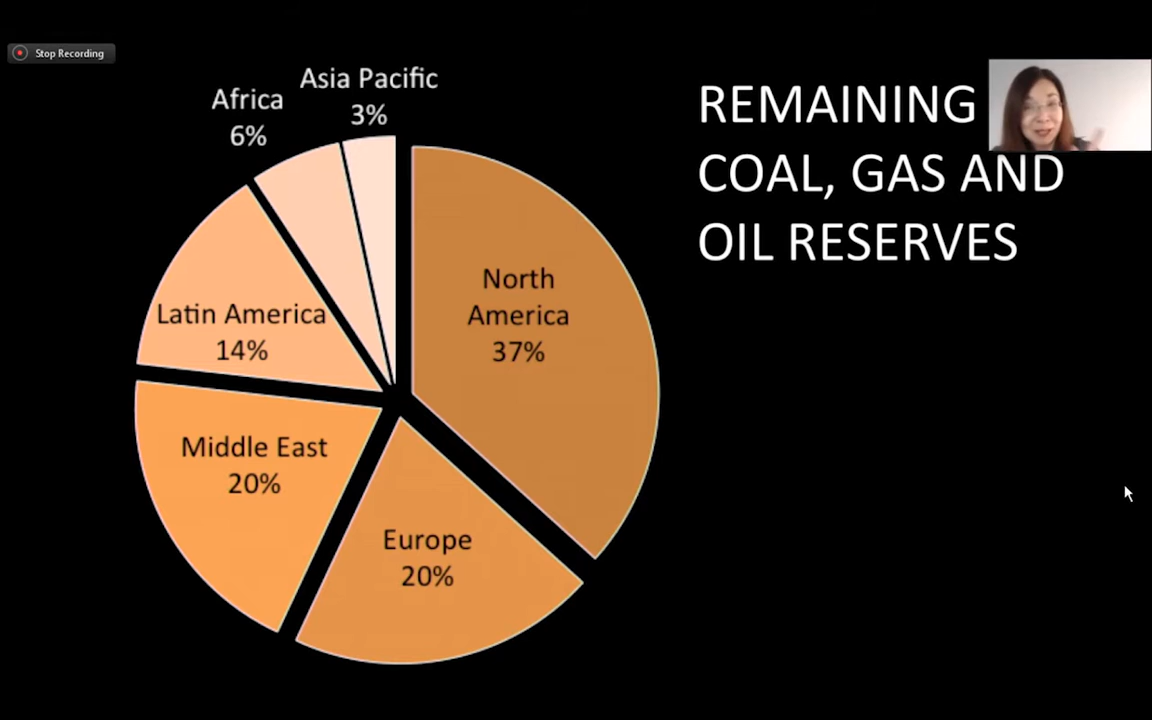 Stop Recording
REMAINING
COAL, GAS AND
OIL RESERVES
Asia Pacific
3%
Africa
6%
North
America
37%
Latin America
14%
Middle East
20%
Europe
20%